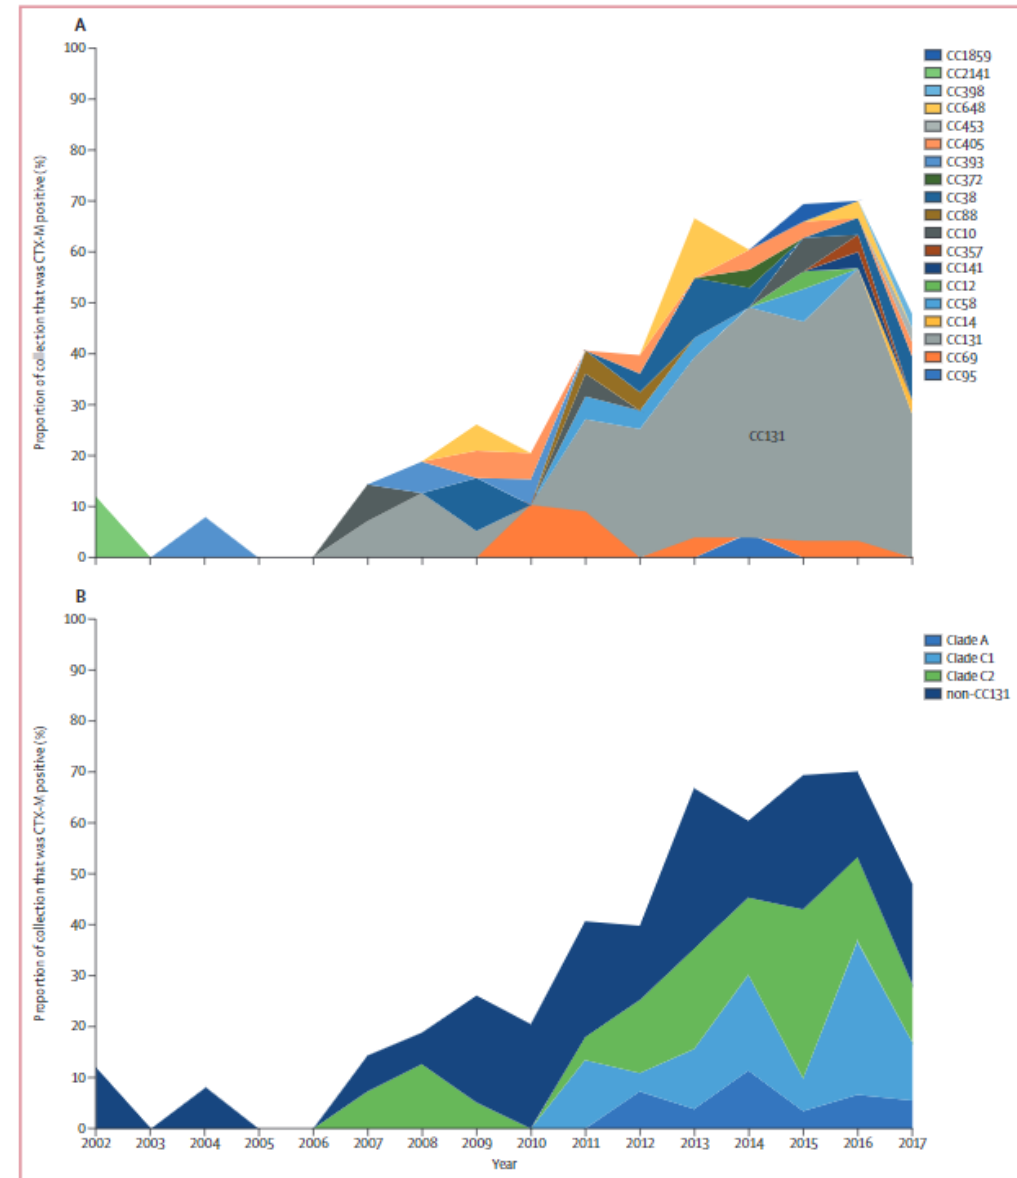 A
100
90
80
70
60
50
40
30
20
10
0
Proportion of collection that was CTX-M positive (%)
CC131
CC1859
CC2141
CC398
CC648
CC453
CC405
CC393
CC372
CC38
CC88
CC10
CC357
CC141
CC12
CC58
CC14
CC131
CC69
CC95
B
100
90
80
70
60
50
40
30
20
10
0
Proportion of collection that was CTX-M positive (%)
Clade A
Clade C1
Clade C2
non-CC131
2002 2003 2004 2005 2006 2007 2008 2009 2010 2011 2012 2013 2014 2015 2016 2017
Year